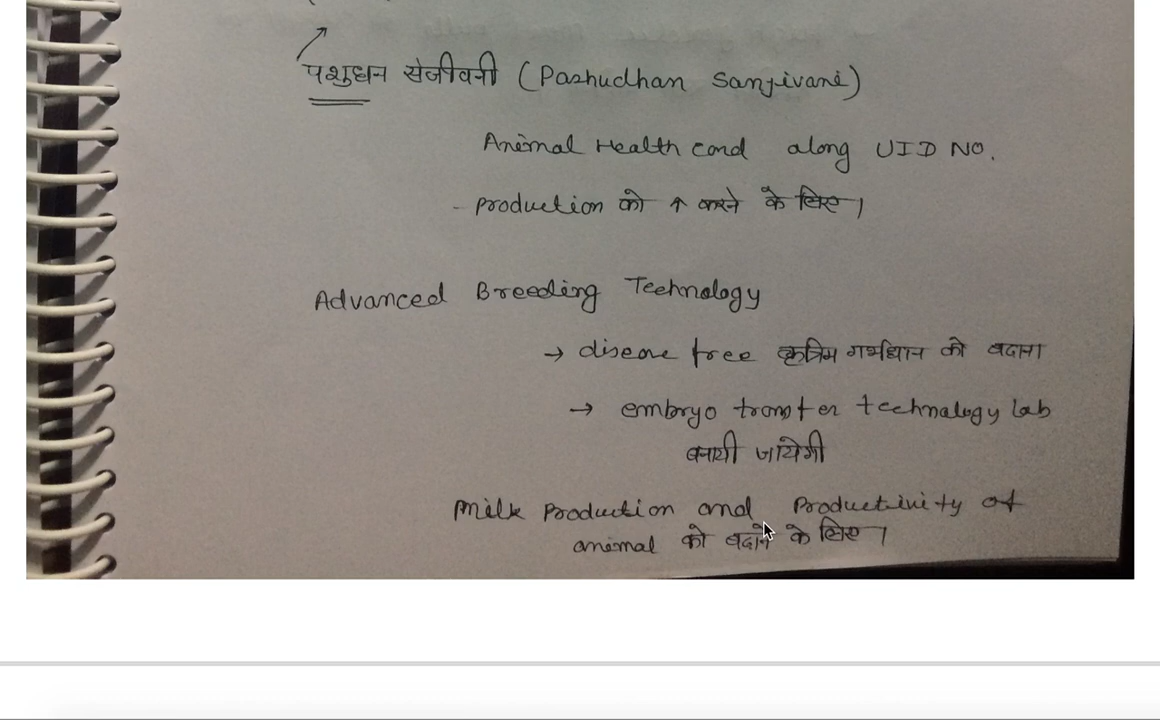 पशुधन संजीवनी (Pashudhan Sanjivani)
Animal Health card along UID NO.
- production को ↑ करने के लिए।
Advanced Breeding Technology
→ disease free कृत्रिम गर्भाधान को बढाना
→ embryo transfer technology lab
बनायी जायेगी
Milk Production and Productivity of
animal को बढाने के लिए।